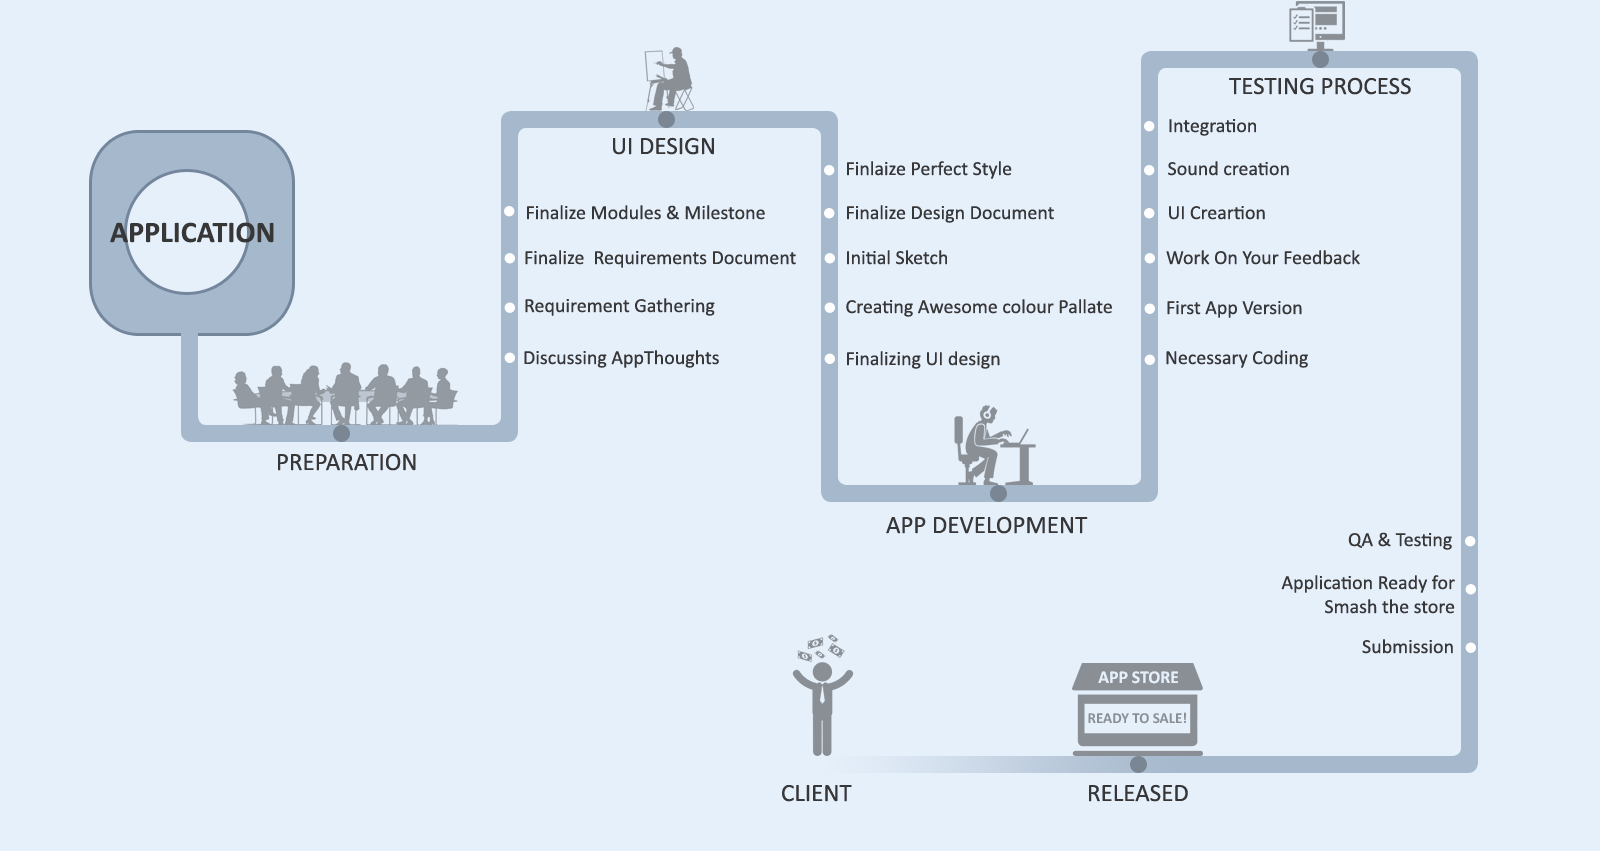 APPLICATION
PREPARATION
UI DESIGN
Finalize Modules & Milestone
Finalize  Requirements Document
Requirement Gathering
Discussing AppThoughts
Finlaize Perfect Style
Finalize Design Document
Initial Sketch
Creating Awesome colour Pallate
Finalizing UI design
APP DEVELOPMENT
TESTING PROCESS
Integration
Sound creation
UI Creartion
Work On Your Feedback
First App Version
Necessary Coding
QA & Testing
Application Ready for
Smash the store
Submission
APP STORE
READY TO SALE!
RELEASED
CLIENT